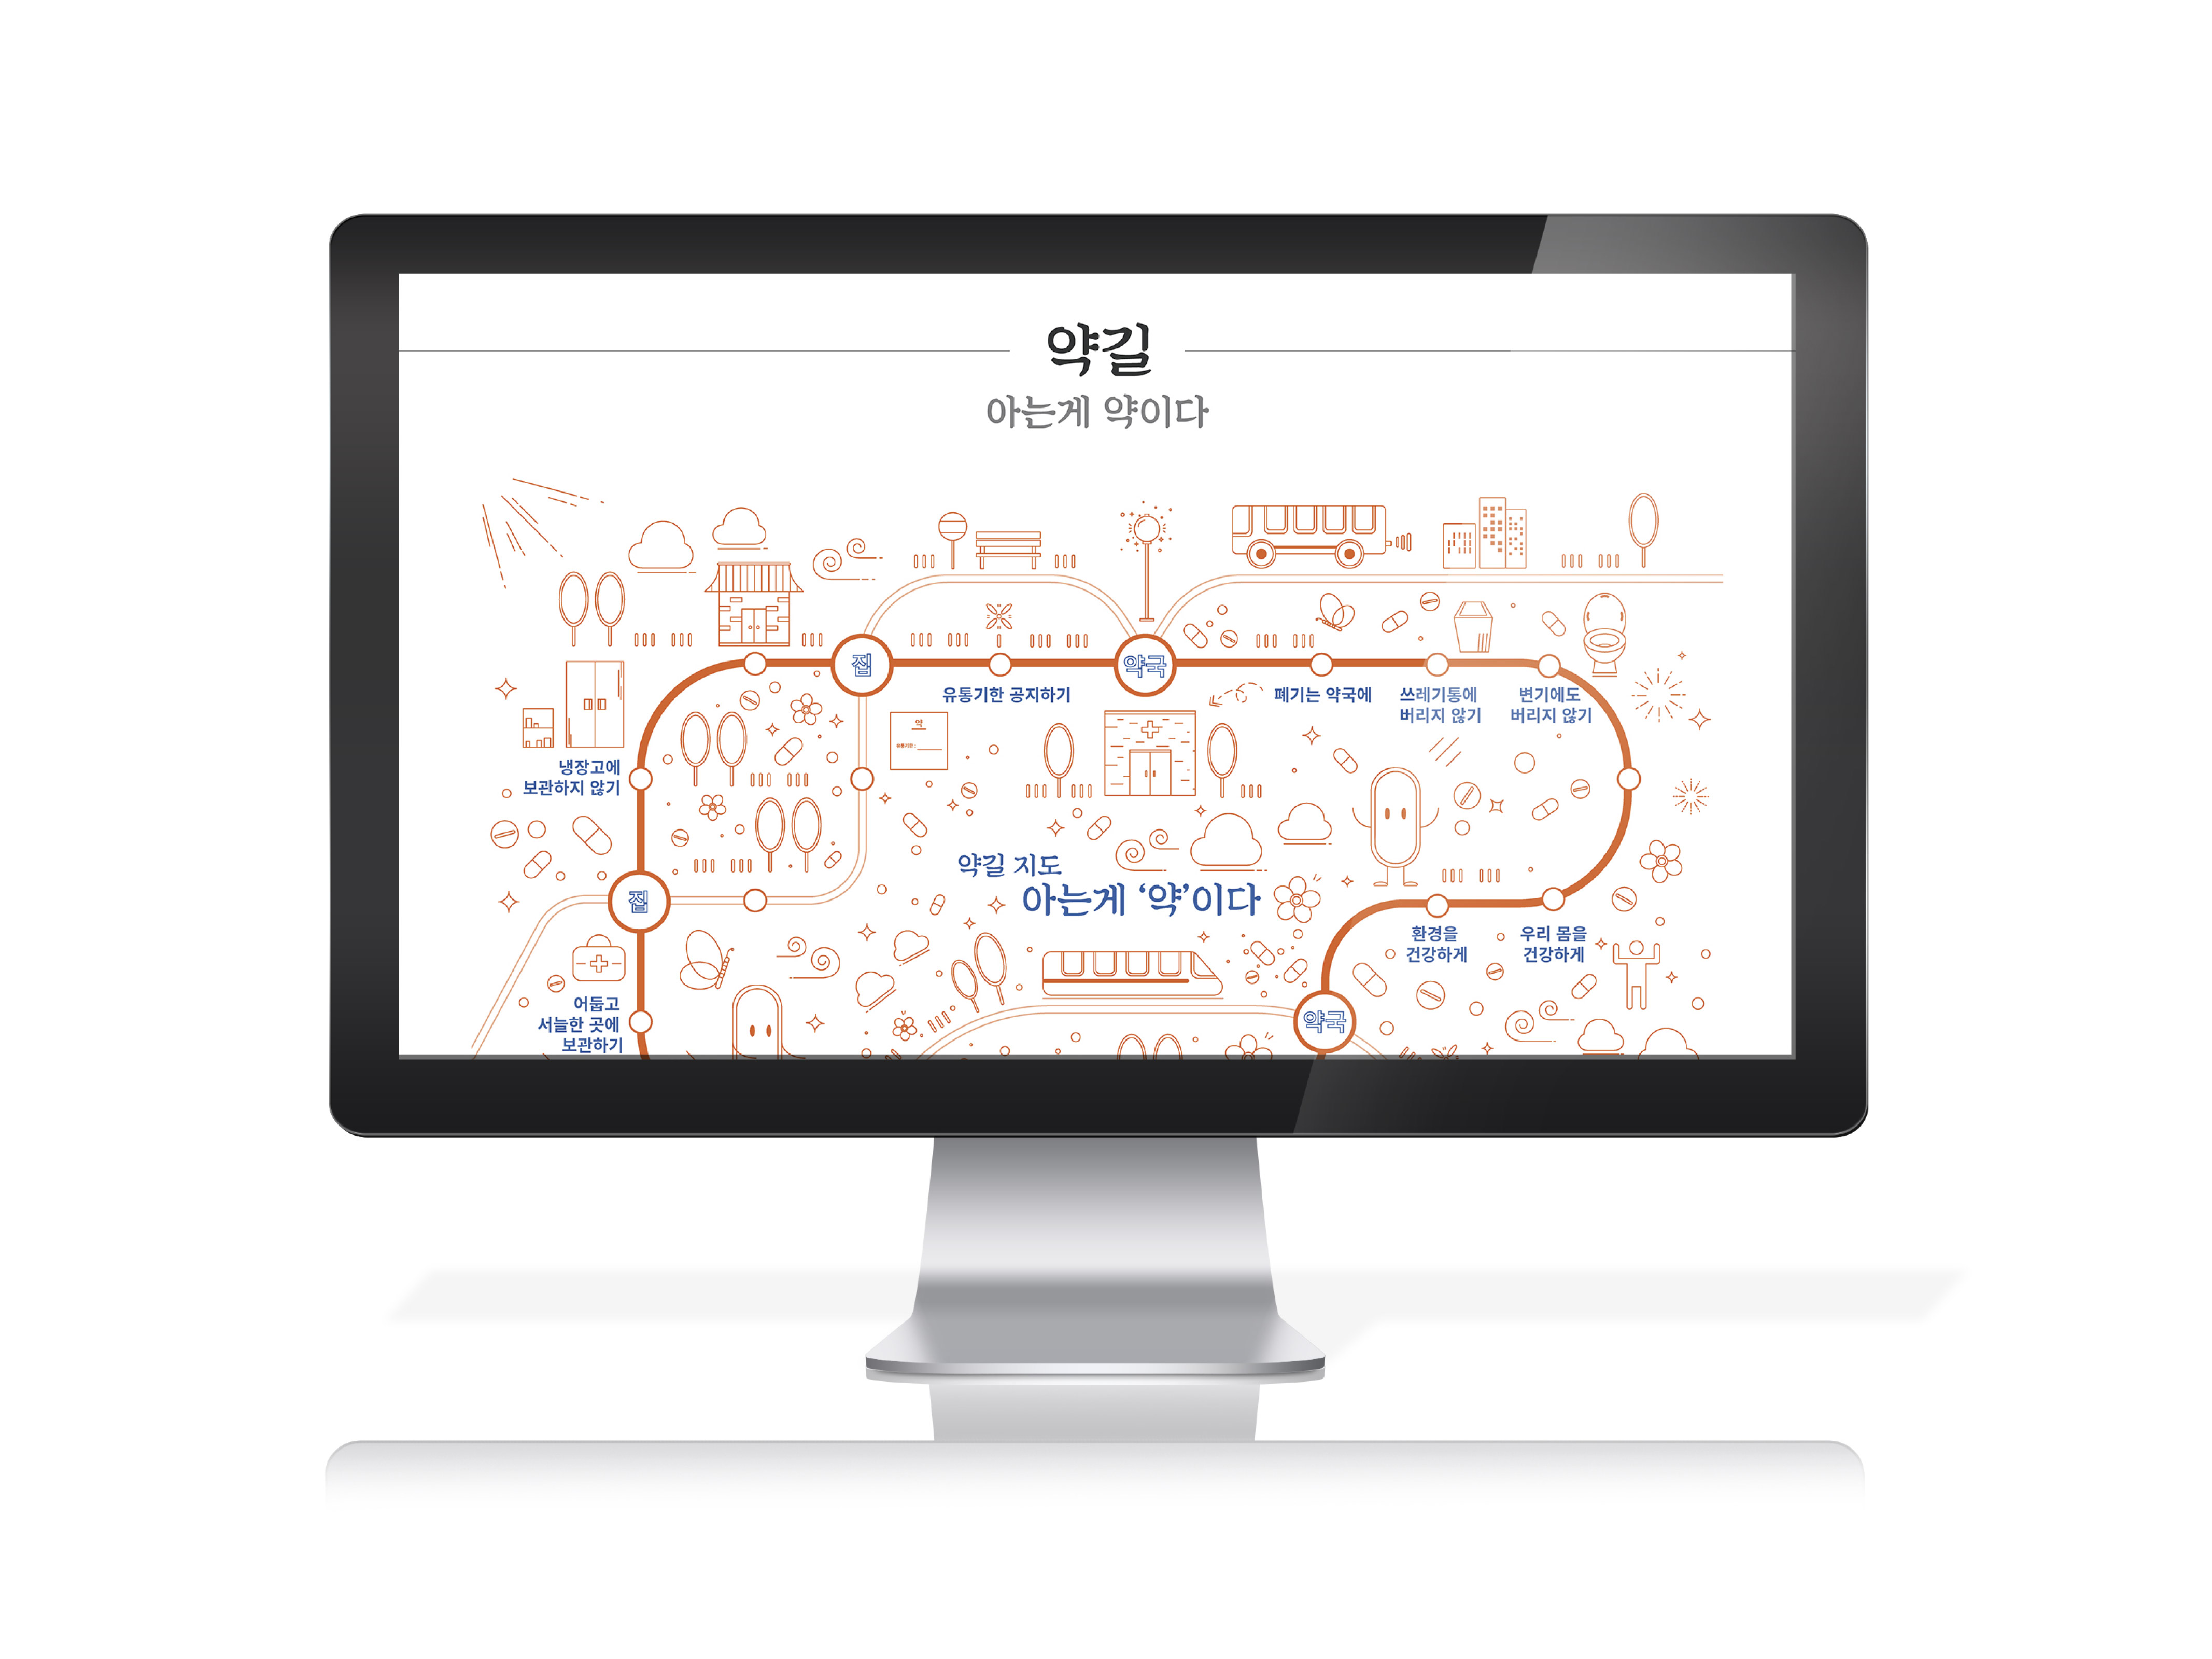 약길
아는게 약이다
집
약국
유통기한 공지하기
폐기는 약국에
쓰레기통에
버리지 않기
변기에도
버리지 않기
약
유통기한 :
냉장고에
보관하지 않기
약길 지도
아는게 ‘약’이다
집
환경을
건강하게
우리 몸을
건강하게
어둡고
서늘한 곳에
보관하기
약국